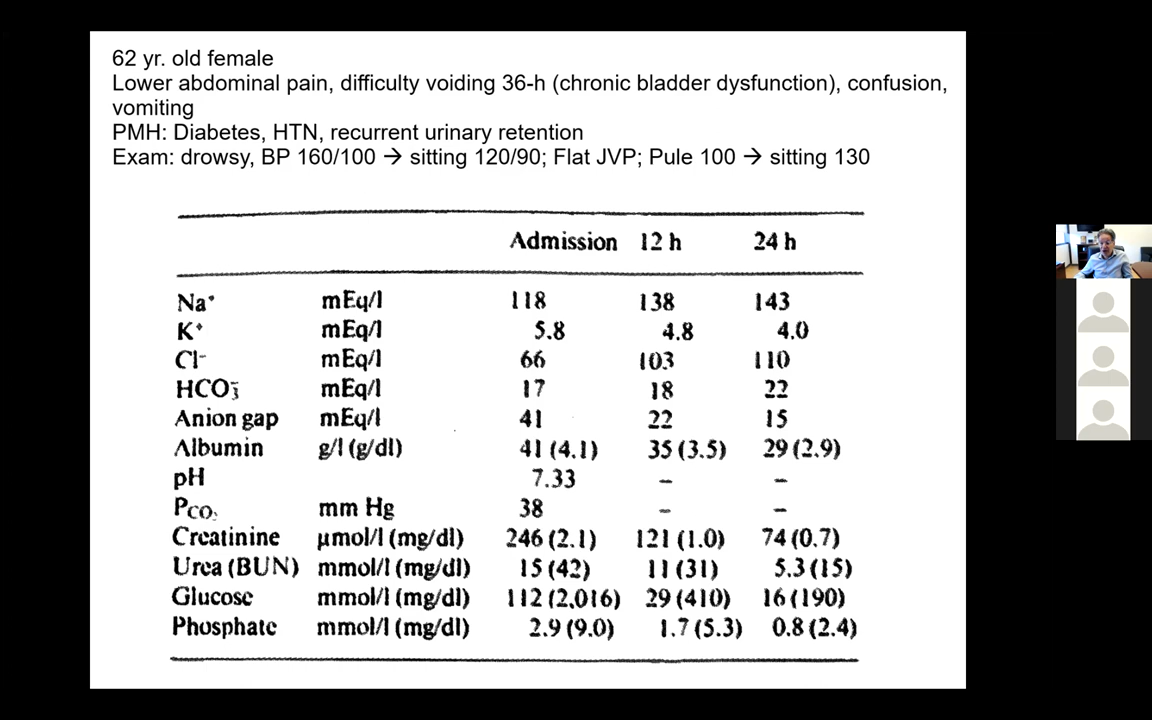 62 yr. old female
Lower abdominal pain, difficulty voiding 36-h (chronic bladder dysfunction), confusion,
vomiting
PMH: Diabetes, HTN, recurrent urinary retention
Exam: drowsy, BP 160/100 → sitting 120/90; Flat JVP; Pule 100 → sitting 130
Admission 12 h 24 h
Na⁺ mEq/l 118 138 143
K⁺ mEq/l 5.8 4.8 4.0
Cl⁻ mEq/l 66 103 110
HCO₃⁻ mEq/l 17 18 22
Anion gap mEq/l 41 22 15
Albumin g/l (g/dl) 41 (4.1) 35 (3.5) 29 (2.9)
pH 7.33 – –
PCO₂ mm Hg 38 – –
Creatinine μmol/l (mg/dl) 246 (2.1) 121 (1.0) 74 (0.7)
Urea (BUN) mmol/l (mg/dl) 15 (42) 11 (31) 5.3 (15)
Glucose mmol/l (mg/dl) 112 (2,016) 29 (410) 16 (190)
Phosphate mmol/l (mg/dl) 2.9 (9.0) 1.7 (5.3) 0.8 (2.4)